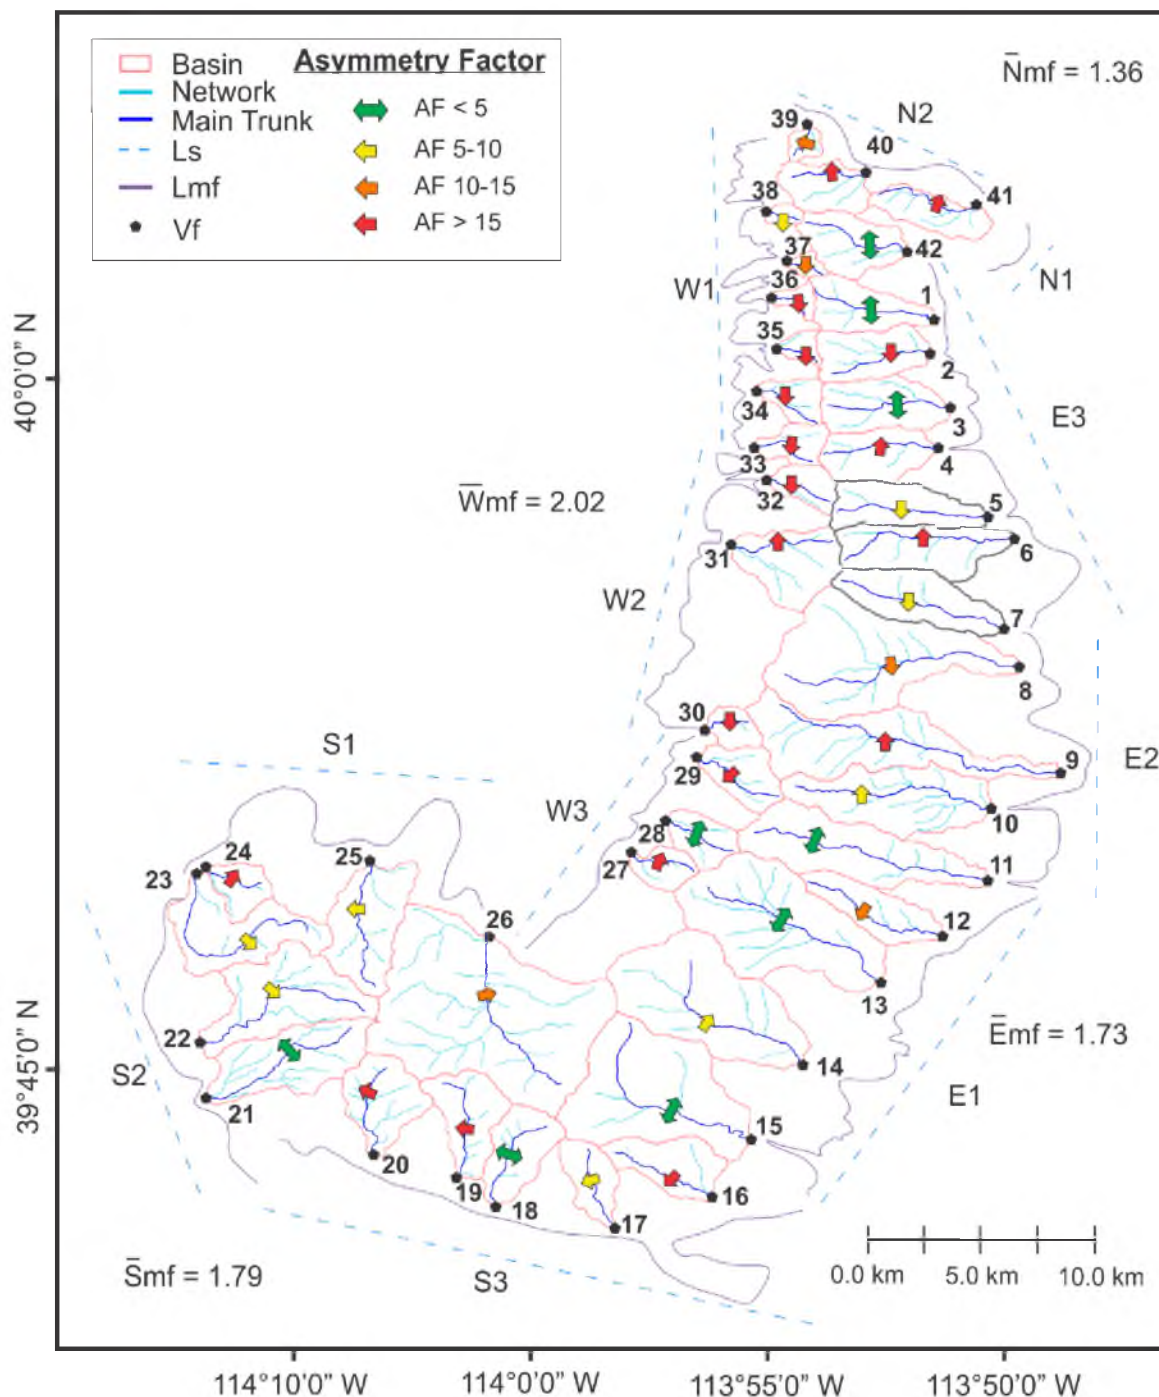 Asymmetry Factor
Basin
Network
Main Trunk
Ls
Lmf
Vf
AF < 5
AF 5-10
AF 10-15
AF > 15
N̅mf = 1.36
39
N2
40
41
38
42
37
N1
36
W1
1
35
40°0'0" N
2
34
3
E3
33
4
32
W̅mf = 2.02
5
6
31
W2
7
8
30
S1
9
E2
29
W3
10
28
24
25
27
11
23
12
26
13
22
E̅mf = 1.73
14
39°45'0" N
S2
21
E1
15
20
19
18
16
17
S̅mf = 1.79
S3
0.0 km 5.0 km 10.0 km
114°10'0" W 114°0'0" W 113°55'0" W 113°50'0" W